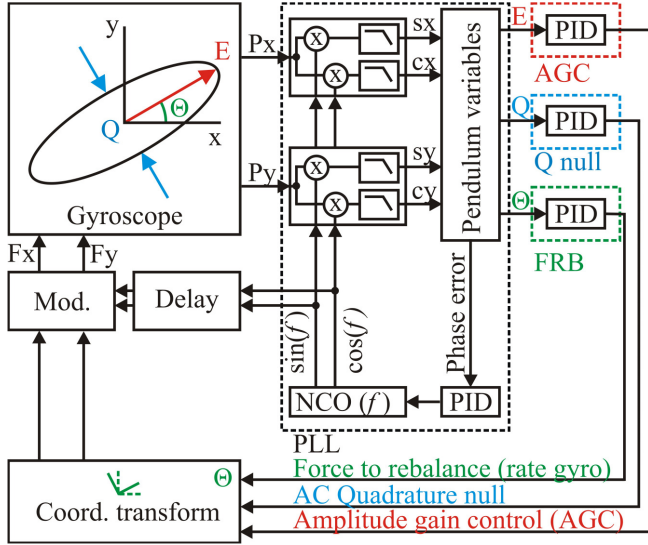 y
E
Θ
Q
x
Gyroscope
Px
Py
x
x
sx
cx
x
x
sy
cy
Pendulum variables
E
PID
AGC
Q
PID
Q null
Θ
PID
FRB
Fx
Fy
Mod.
Delay
sin(f)
cos(f)
Phase error
NCO (f)
PID
PLL
Θ
Coord. transform
Force to rebalance (rate gyro)
AC Quadrature null
Amplitude gain control (AGC)